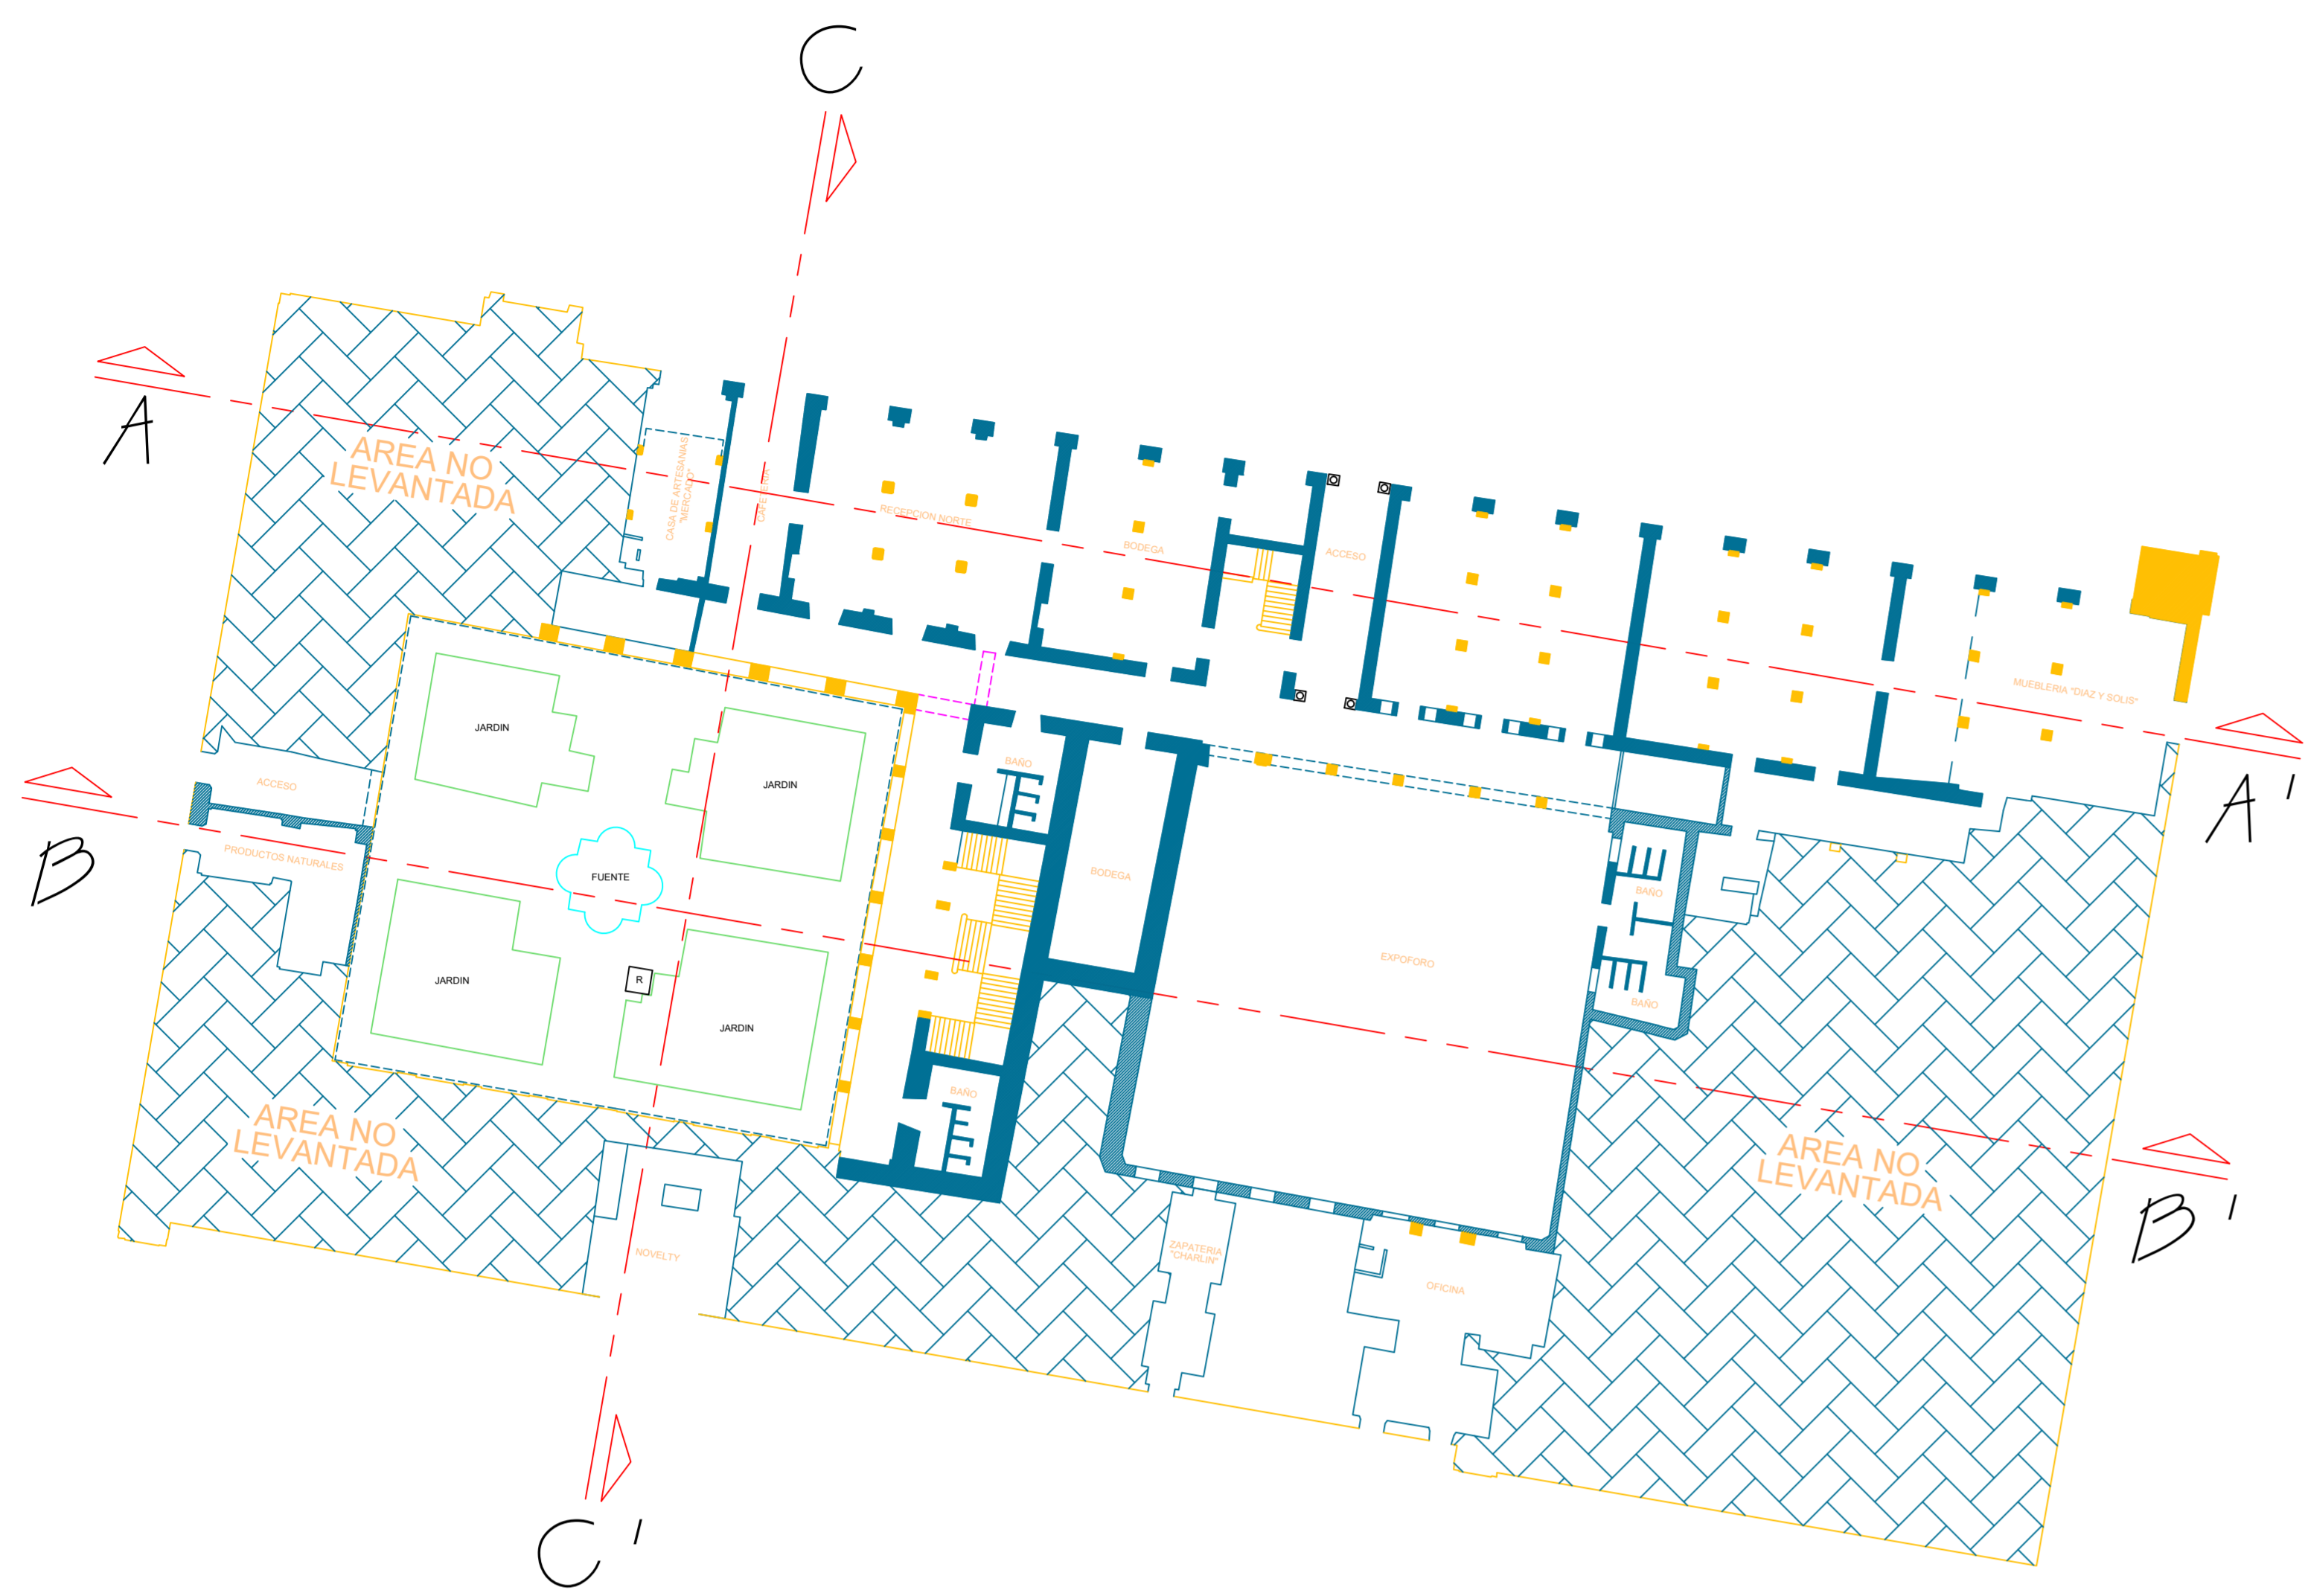 C
A
AREA NO
LEVANTADA
CASA DE ARTESANIAS
"MERCADO"
CAFETERIA
RECEPCION NORTE
BODEGA
ACCESO
MUEBLERIA "DIAZ Y SOLIS"
A'
B
ACCESO
PRODUCTOS NATURALES
JARDIN
JARDIN
FUENTE
JARDIN
R
JARDIN
BAÑO
BODEGA
EXPOFORO
BAÑO
BAÑO
BAÑO
AREA NO
LEVANTADA
AREA NO
LEVANTADA
B'
NOVELTY
ZAPATERIA
"CHARLIN"
OFICINA
C'